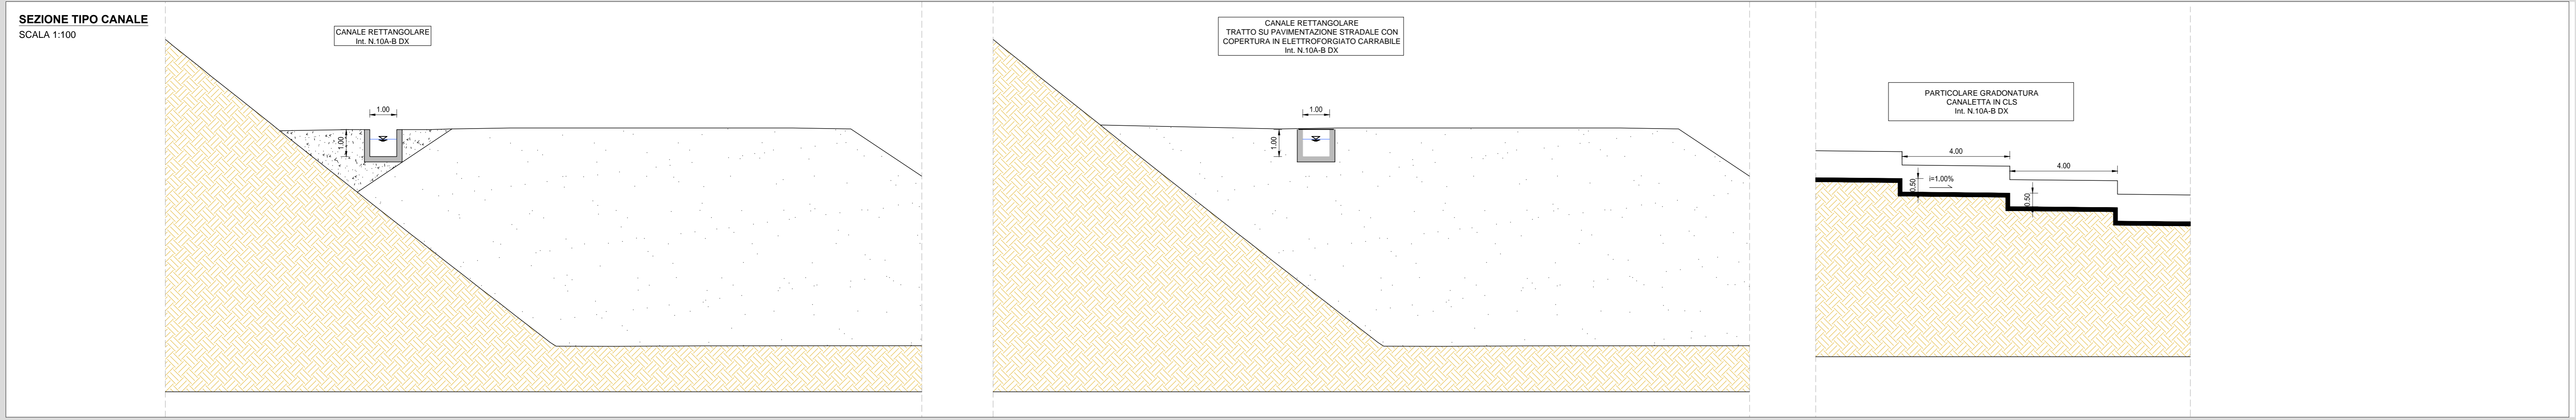 SEZIONE TIPO CANALE
SCALA 1:100
CANALE RETTANGOLARE
Int. N.10A-B DX
1.00
1.00
CANALE RETTANGOLARE
TRATTO SU PAVIMENTAZIONE STRADALE CON
COPERTURA IN ELETTROFORGIATO CARRABILE
Int. N.10A-B DX
1.00
1.00
PARTICOLARE GRADONATURA
CANALETTA IN CLS
Int. N.10A-B DX
4.00
4.00
0.50
i=1,00%
0.50